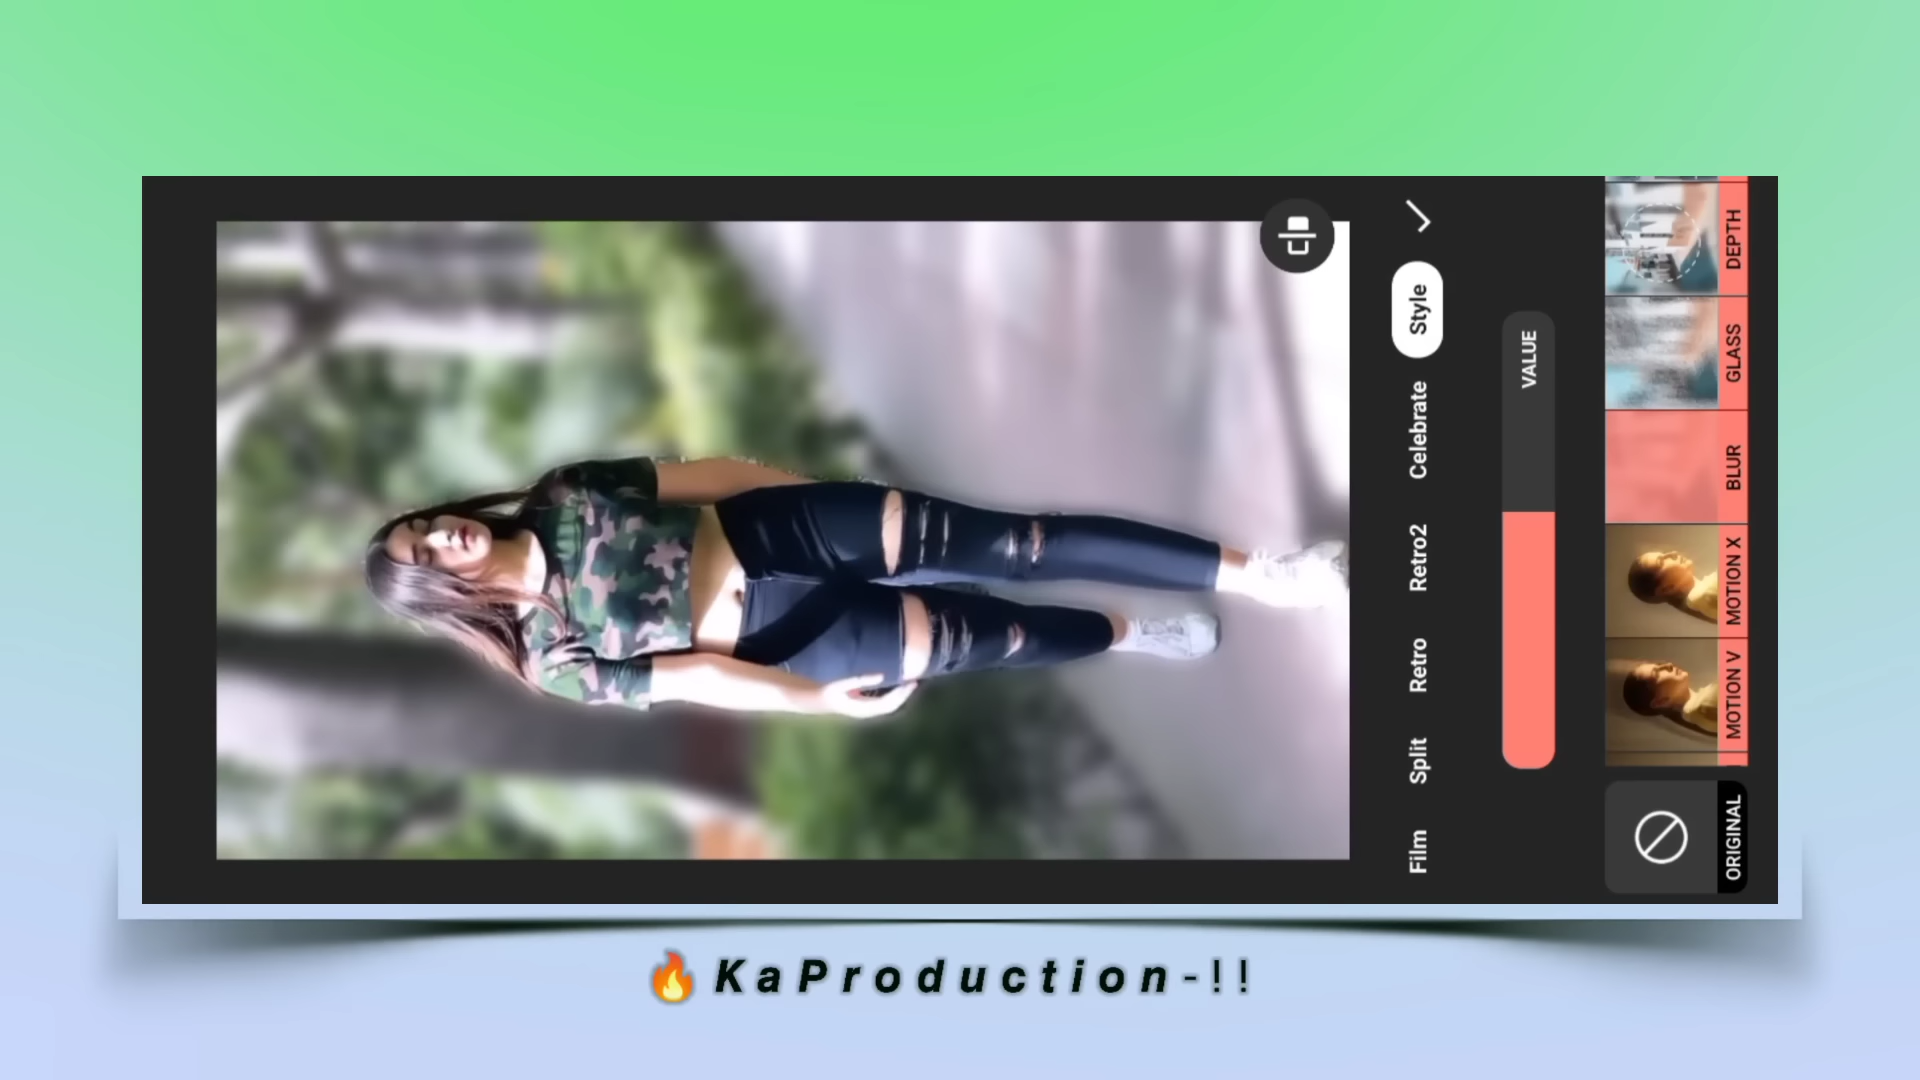 Film Split Retro Retro2 Celebrate Style
VALUE
ORIGINAL MOTION V MOTION X BLUR GLASS DEPTH
🔥 KaProduction-!!